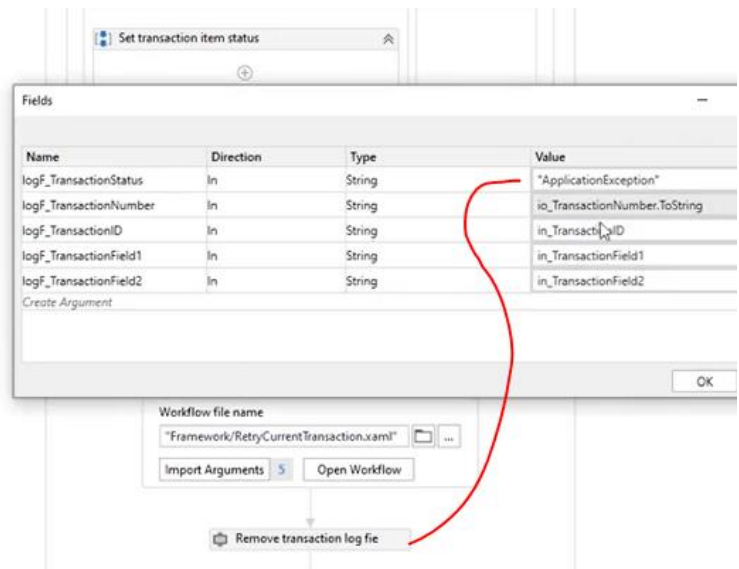 Set transaction item status
Fields
Name Direction Type Value
logF_TransactionStatus In String "ApplicationException"
logF_TransactionNumber In String io_TransactionNumber.ToString
logF_TransactionID In String in_TransactionID
logF_TransactionField1 In String in_TransactionField1
logF_TransactionField2 In String in_TransactionField2
Create Argument
OK
Workflow file name
"Framework/RetryCurrentTransaction.xaml" ...
Import Arguments 5 Open Workflow
Remove transaction log fie